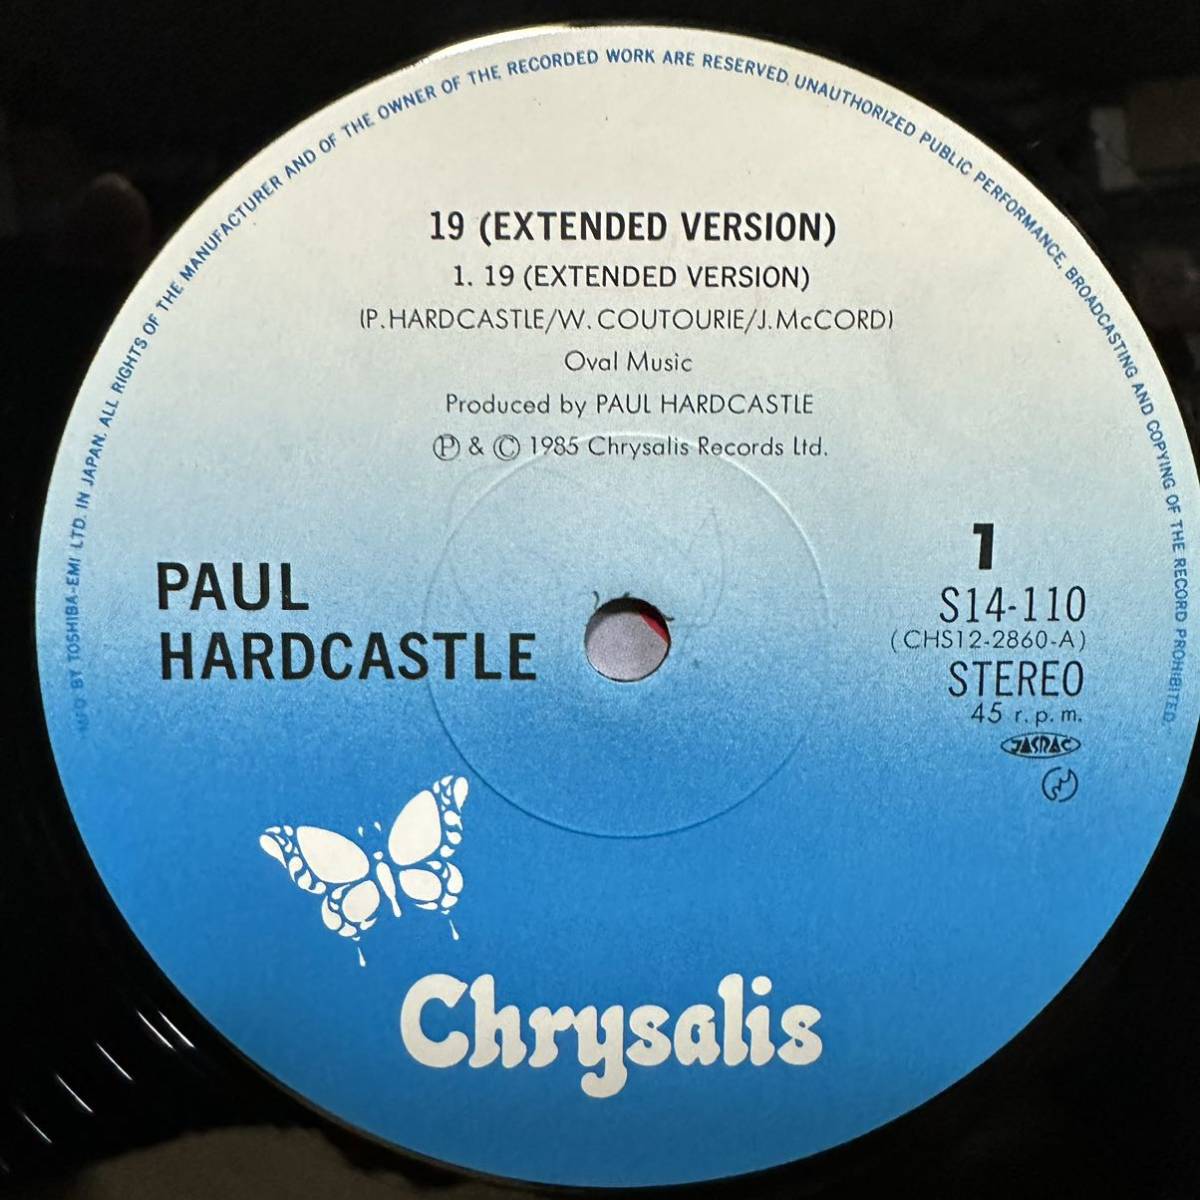 MFD BY TOSHIBA-EMI LTD. IN JAPAN. ALL RIGHTS OF THE MANUFACTURER AND OF THE OWNER OF THE RECORDED WORK ARE RESERVED. UNAUTHORIZED PUBLIC PERFORMANCE, BROADCASTING AND COPYING OF THE RECORD PROHIBITED.
19 (EXTENDED VERSION)
1. 19 (EXTENDED VERSION)
(P. HARDCASTLE/W. COUTOURIE/J. McCORD)
Oval Music
Produced by PAUL HARDCASTLE
Ⓟ & © 1985 Chrysalis Records Ltd.
PAUL
HARDCASTLE
1
S14-110
(CHS12-2860-A)
STEREO
45 r. p. m.
JASRAC
Chrysalis